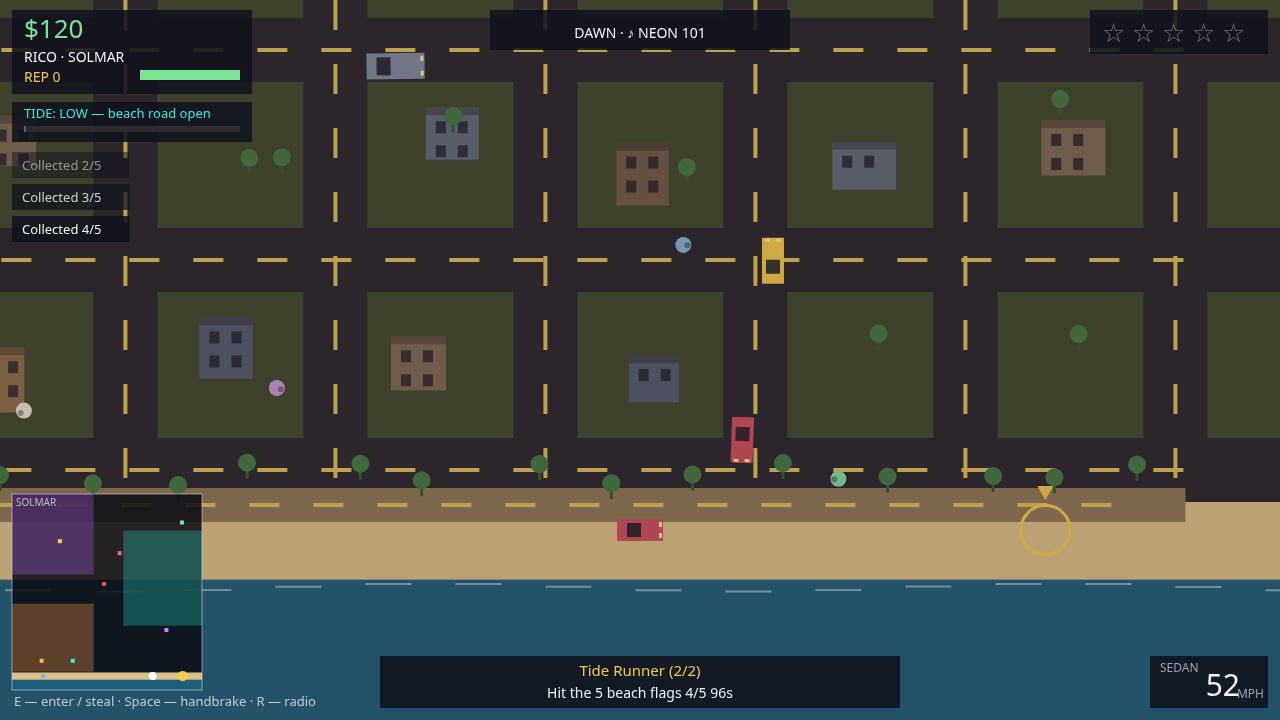 $120
RICO · SOLMAR
REP 0
TIDE: LOW — beach road open
Collected 2/5
Collected 3/5
Collected 4/5
DAWN · ♪ NEON 101
☆ ☆ ☆ ☆ ☆
SOLMAR
E — enter / steal · Space — handbrake · R — radio
Tide Runner (2/2)
Hit the 5 beach flags 4/5 96s
SEDAN
52 MPH